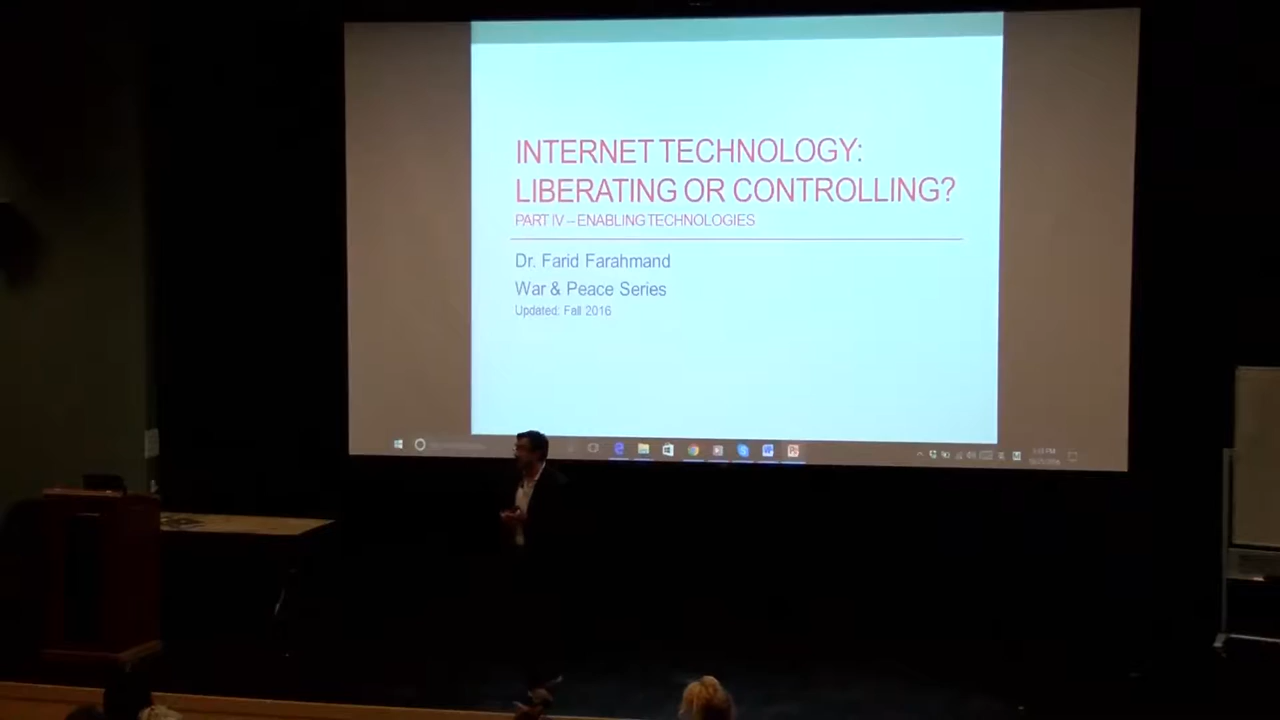 INTERNET TECHNOLOGY:
LIBERATING OR CONTROLLING?
PART IV – ENABLING TECHNOLOGIES
Dr. Farid Farahmand
War & Peace Series
Updated: Fall 2016